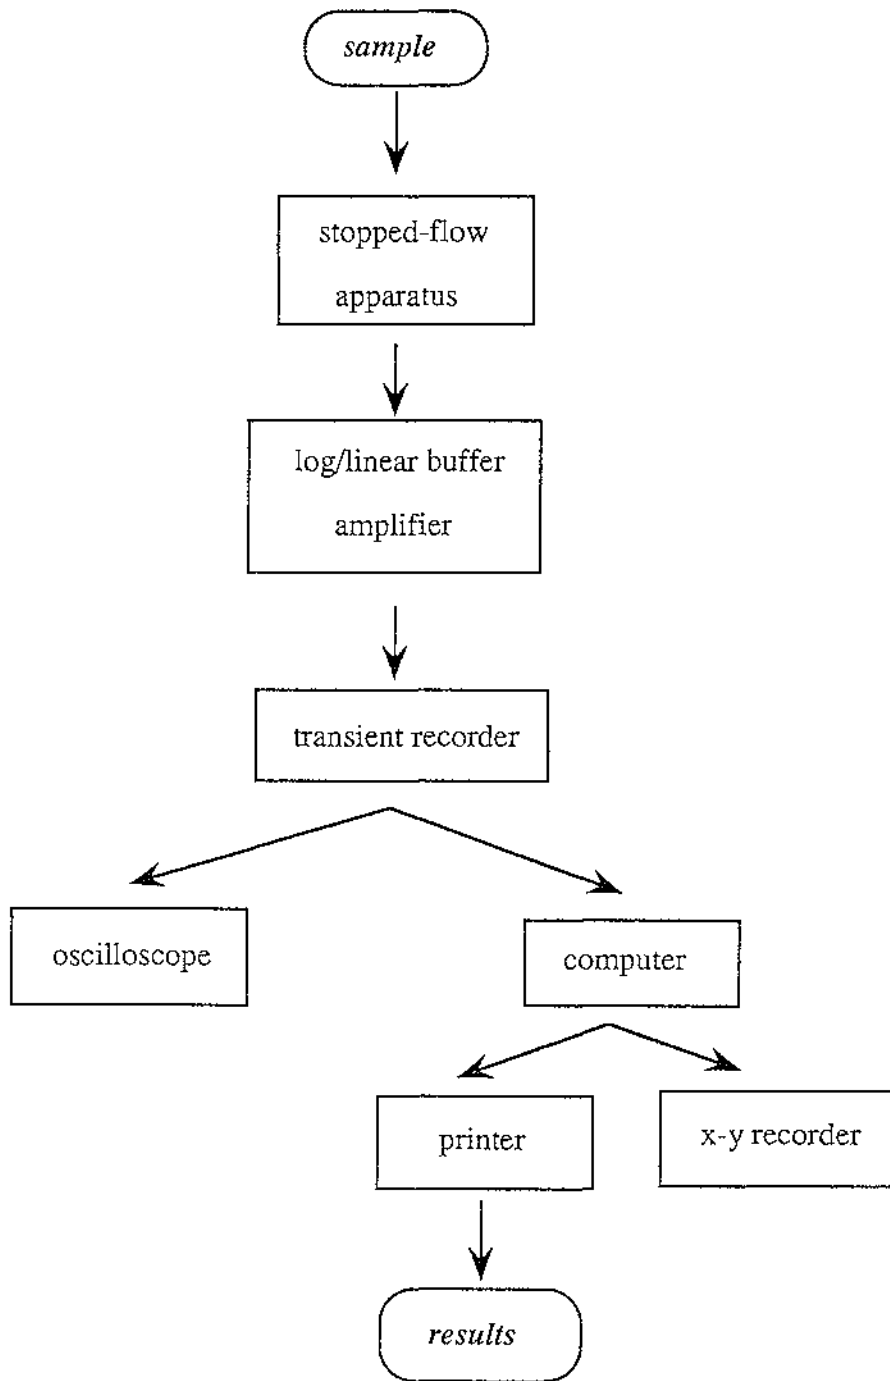 sample
stopped-flow
apparatus
log/linear buffer
amplifier
transient recorder
oscilloscope
computer
printer
x-y recorder
results